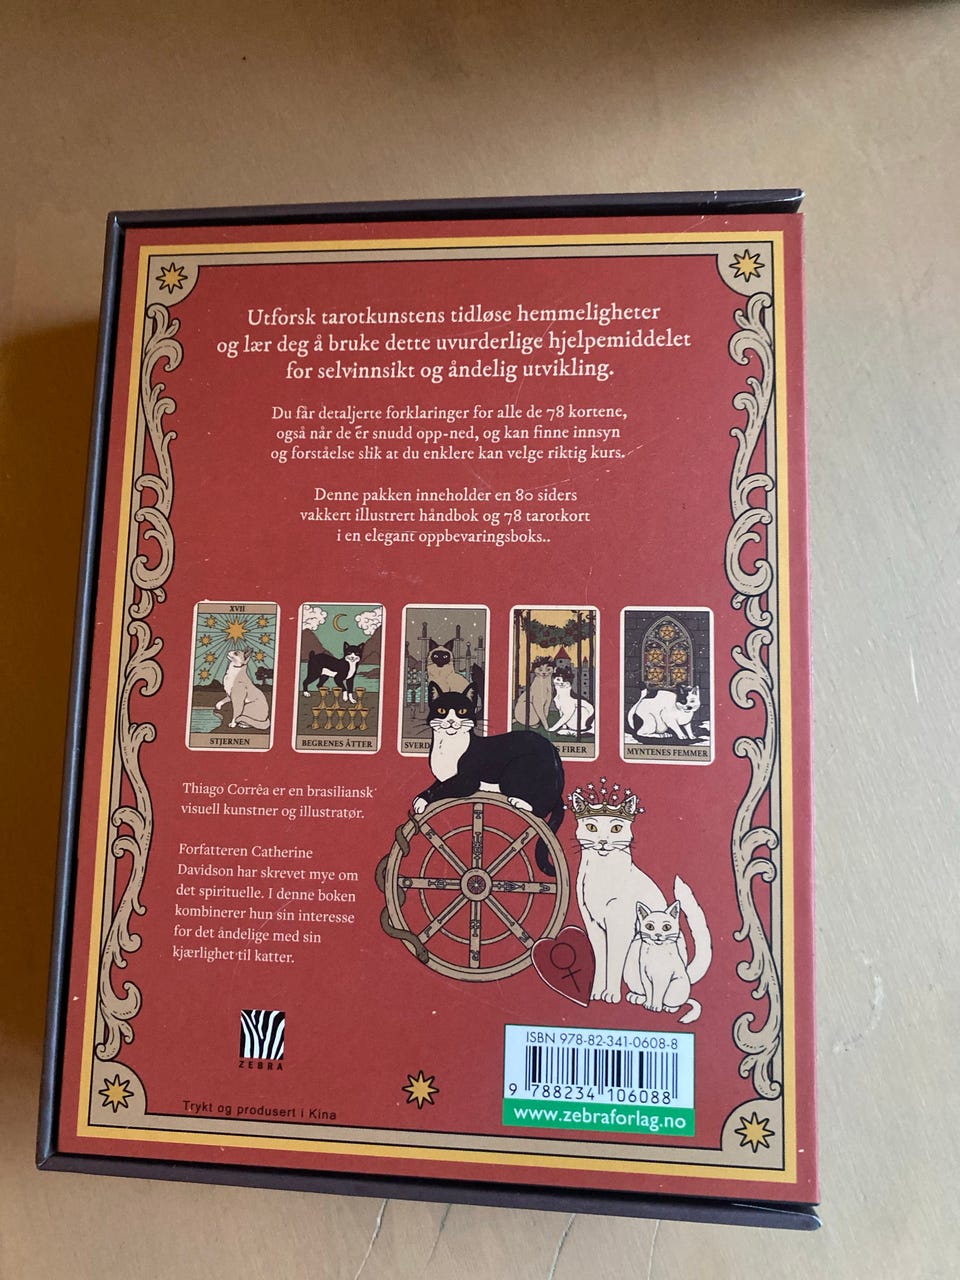 Utforsk tarotkunstens tidløse hemmeligheter
og lær deg å bruke dette uvurderlige hjelpemiddelet
for selvinnsikt og åndelig utvikling.
Du får detaljerte forklaringer for alle de 78 kortene,
også når de er snudd opp-ned, og kan finne innsyn
og forståelse slik at du enklere kan velge riktig kurs.
Denne pakken inneholder en 80 siders
vakkert illustrert håndbok og 78 tarotkort
i en elegant oppbevaringsboks..
XVII
STJERNEN
BEGRENES ÅTTER
SVERD
S FIRER
MYNTENES FEMMER
Thiago Corrêa er en brasiliansk
visuell kunstner og illustratør.
Forfatteren Catherine
Davidson har skrevet mye om
det spirituelle. I denne boken
kombinerer hun sin interesse
for det åndelige med sin
kjærlighet til katter.
ZEBRA
Trykt og produsert i Kina
ISBN 978-82-341-0608-8
9 788234 106088
www.zebraforlag.no